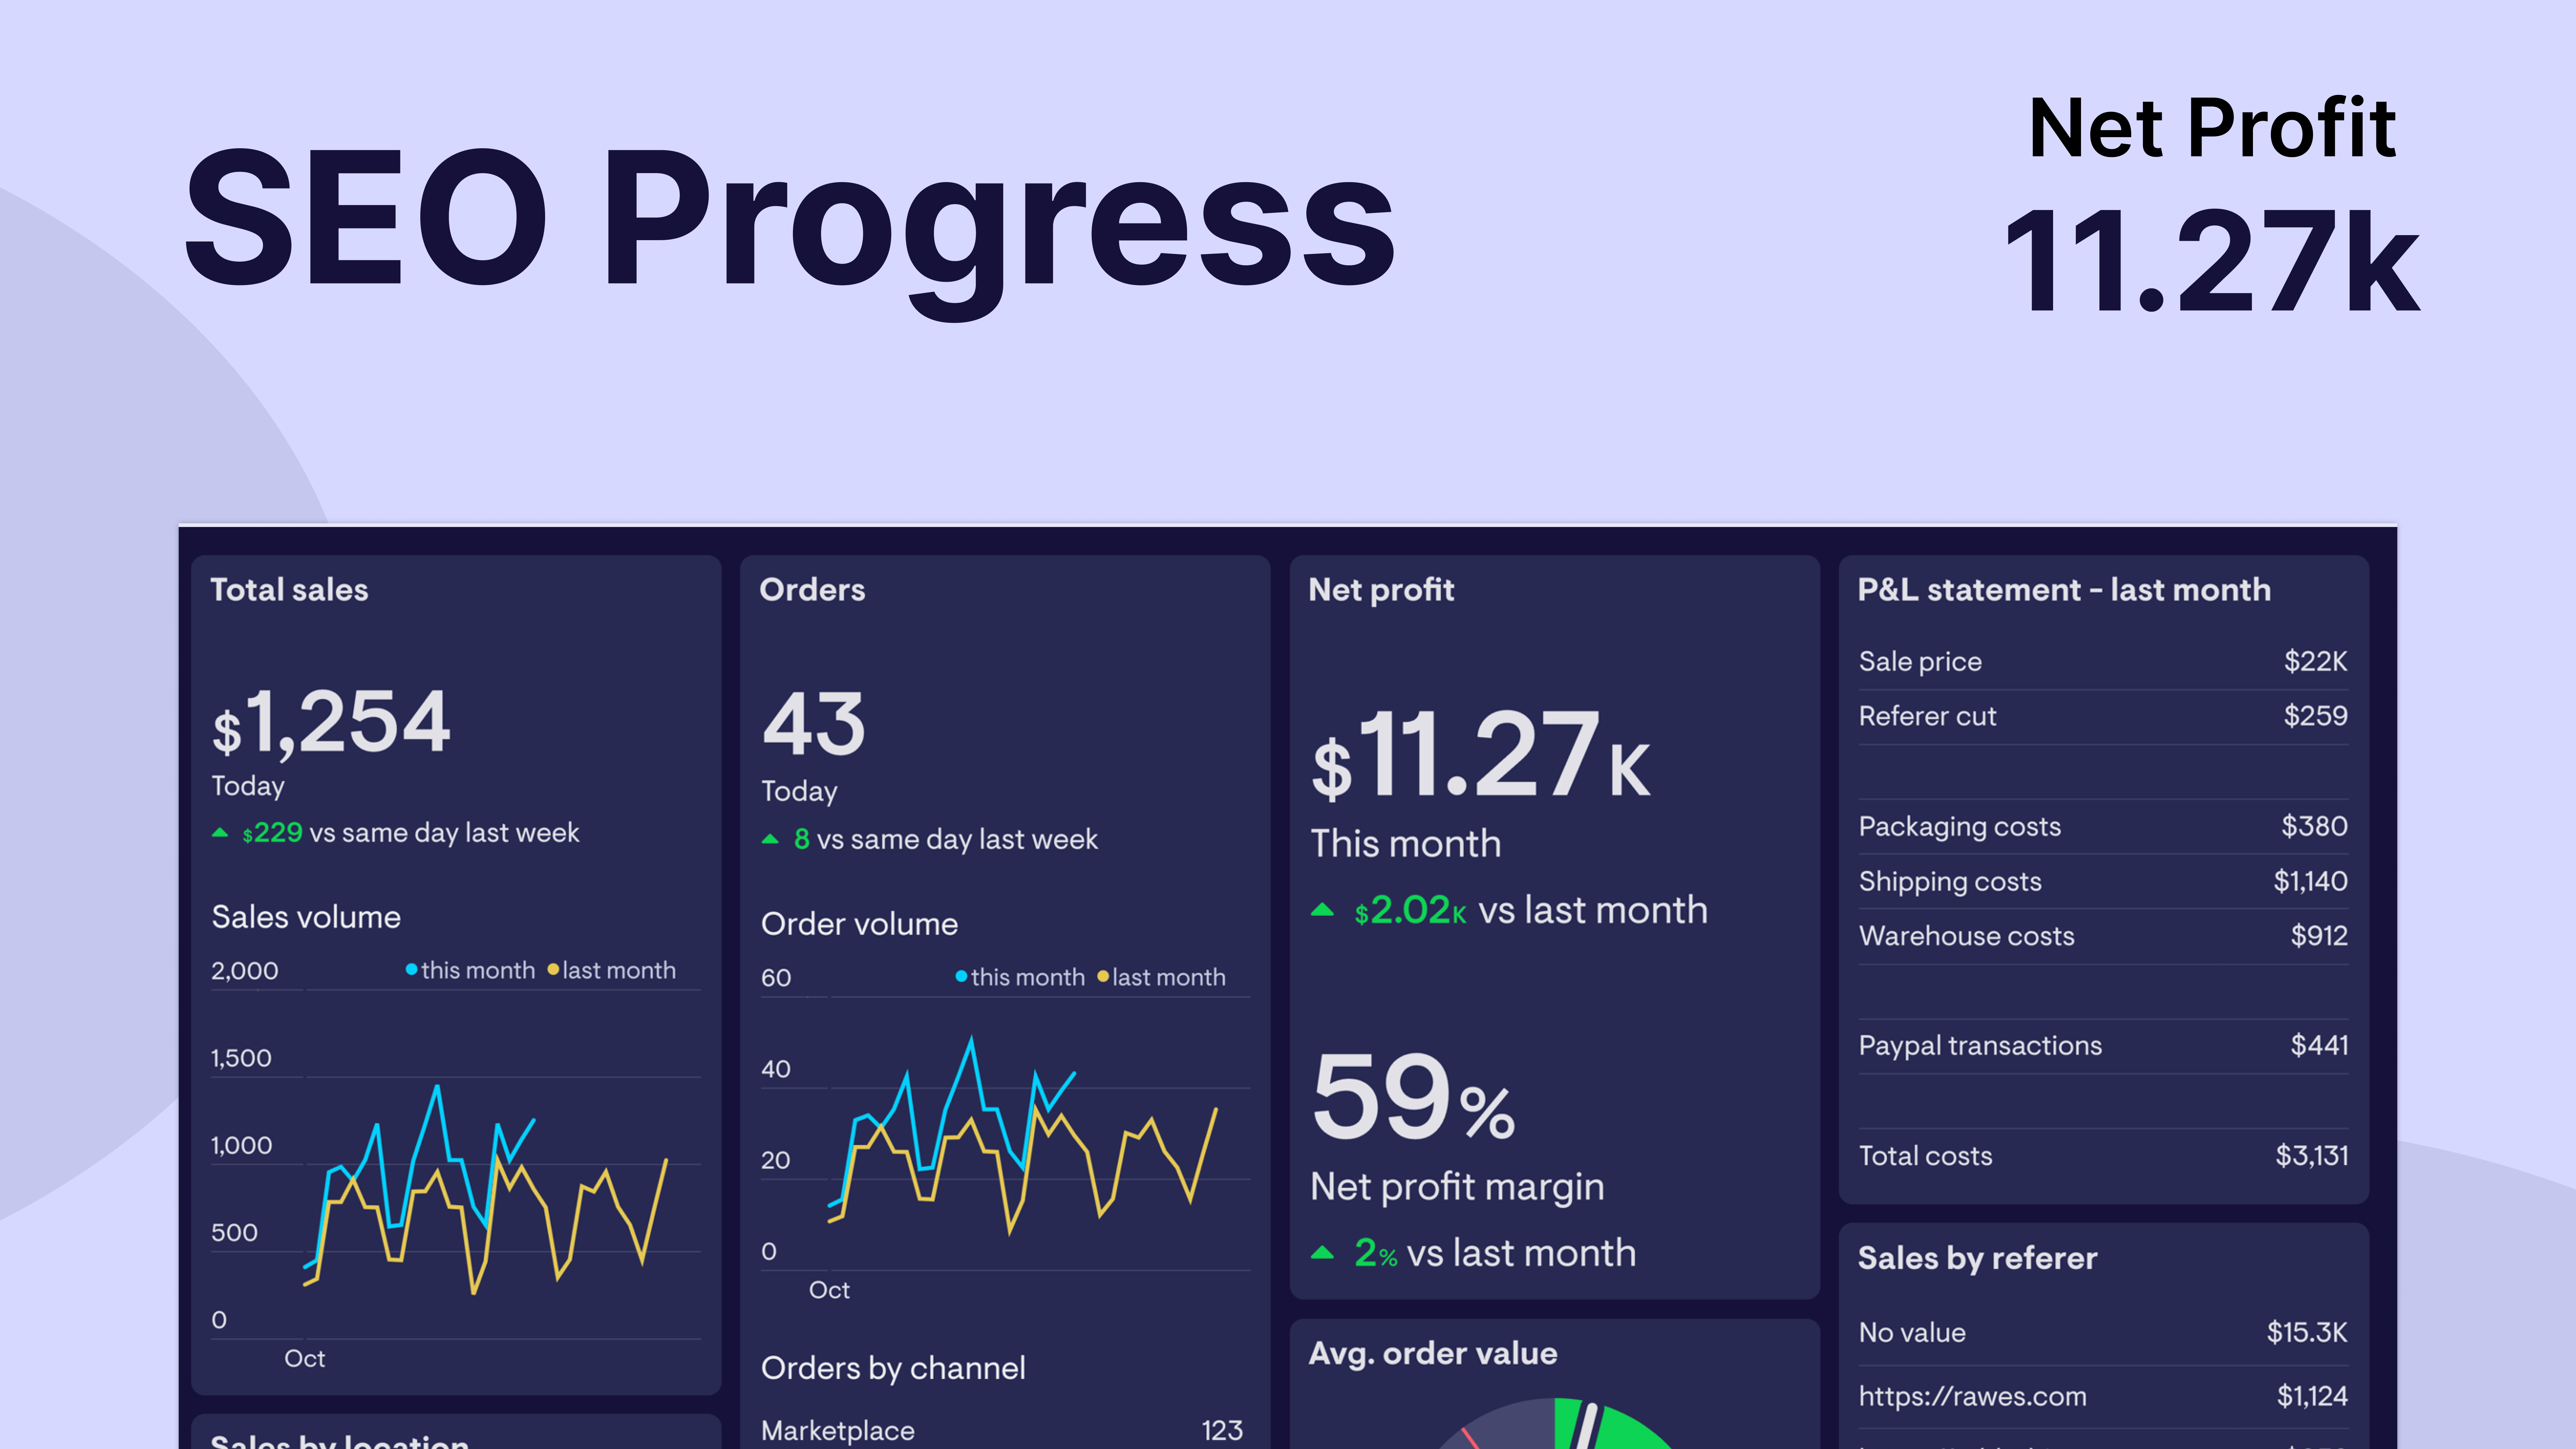 SEO Progress
Net Profit
11.27k
Total sales
$1,254
Today
$229 vs same day last week
Sales volume
2,000
this month last month
1,500
1,000
500
0
Oct
Sales by location
Orders
43
Today
8 vs same day last week
Order volume
60
this month last month
40
20
0
Oct
Orders by channel
Marketplace 123
Net profit
$11.27K
This month
$2.02K vs last month
59%
Net profit margin
2% vs last month
Avg. order value
P&L statement - last month
Sale price $22K
Referer cut $259
Packaging costs $380
Shipping costs $1,140
Warehouse costs $912
Paypal transactions $441
Total costs $3,131
Sales by referer
No value $15.3K
https://rawes.com $1,124